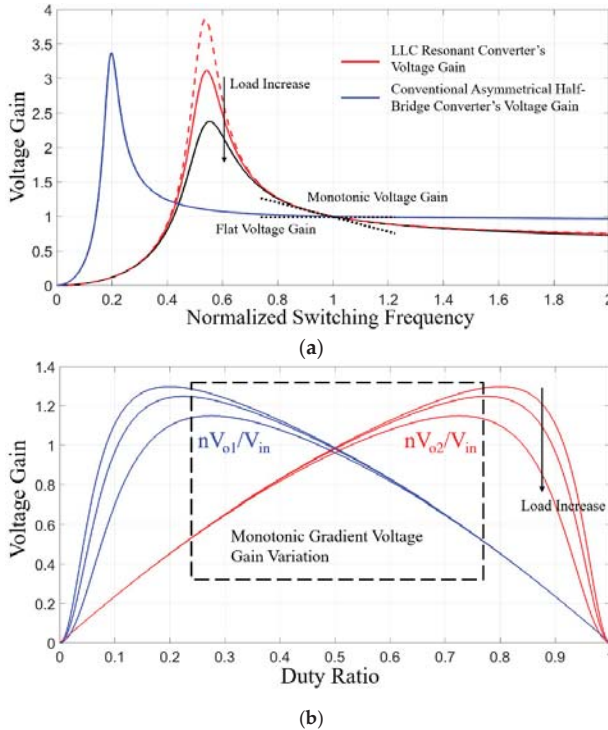 4
3.5
3
2.5
2
1.5
1
0.5
0
Voltage Gain
LLC Resonant Converter's
Voltage Gain
Conventional Asymmetrical Half-
Bridge Converter's Voltage Gain
Load Increase
Monotonic Voltage Gain
Flat Voltage Gain
0 0.2 0.4 0.6 0.8 1 1.2 1.4 1.6 1.8 2
Normalized Switching Frequency
(a)
1.4
1.2
1
0.8
0.6
0.4
0.2
0
Voltage Gain
nVo1/Vin
nVo2/Vin
Load Increase
Monotonic Gradient Voltage
Gain Variation
0 0.1 0.2 0.3 0.4 0.5 0.6 0.7 0.8 0.9 1
Duty Ratio
(b)